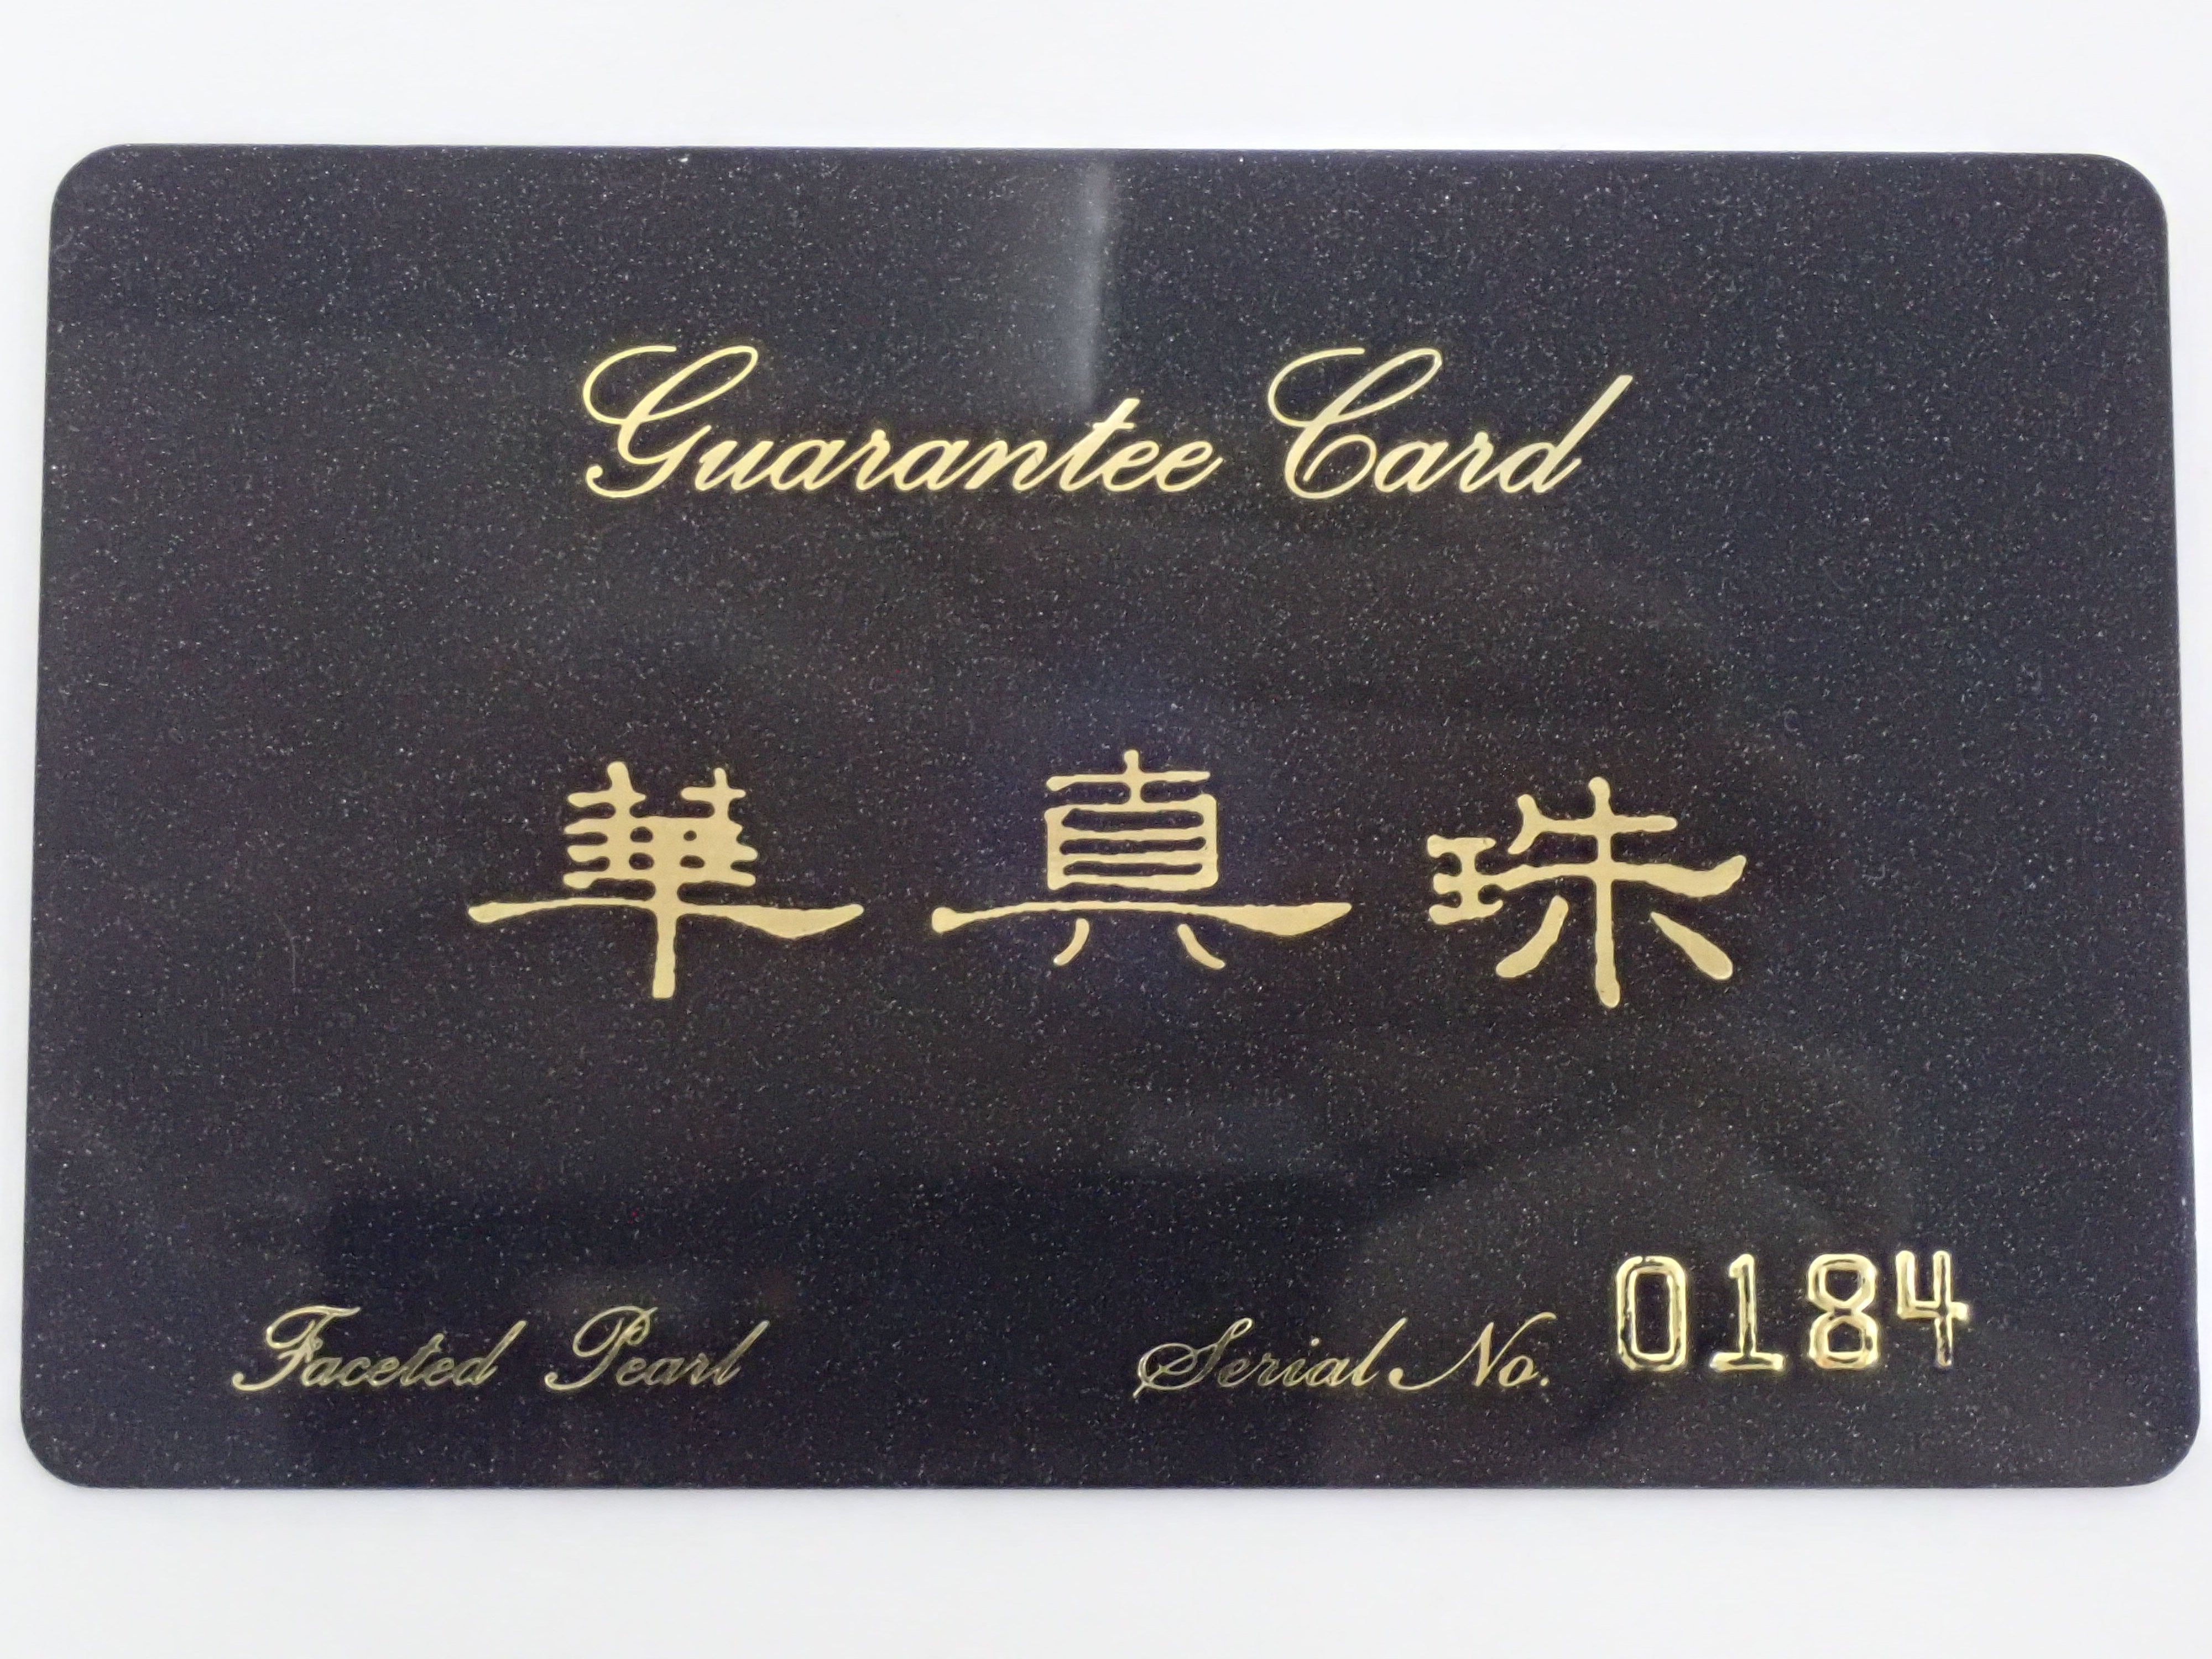 Guarantee Card
華真珠
Faceted Pearl Serial No. 0184